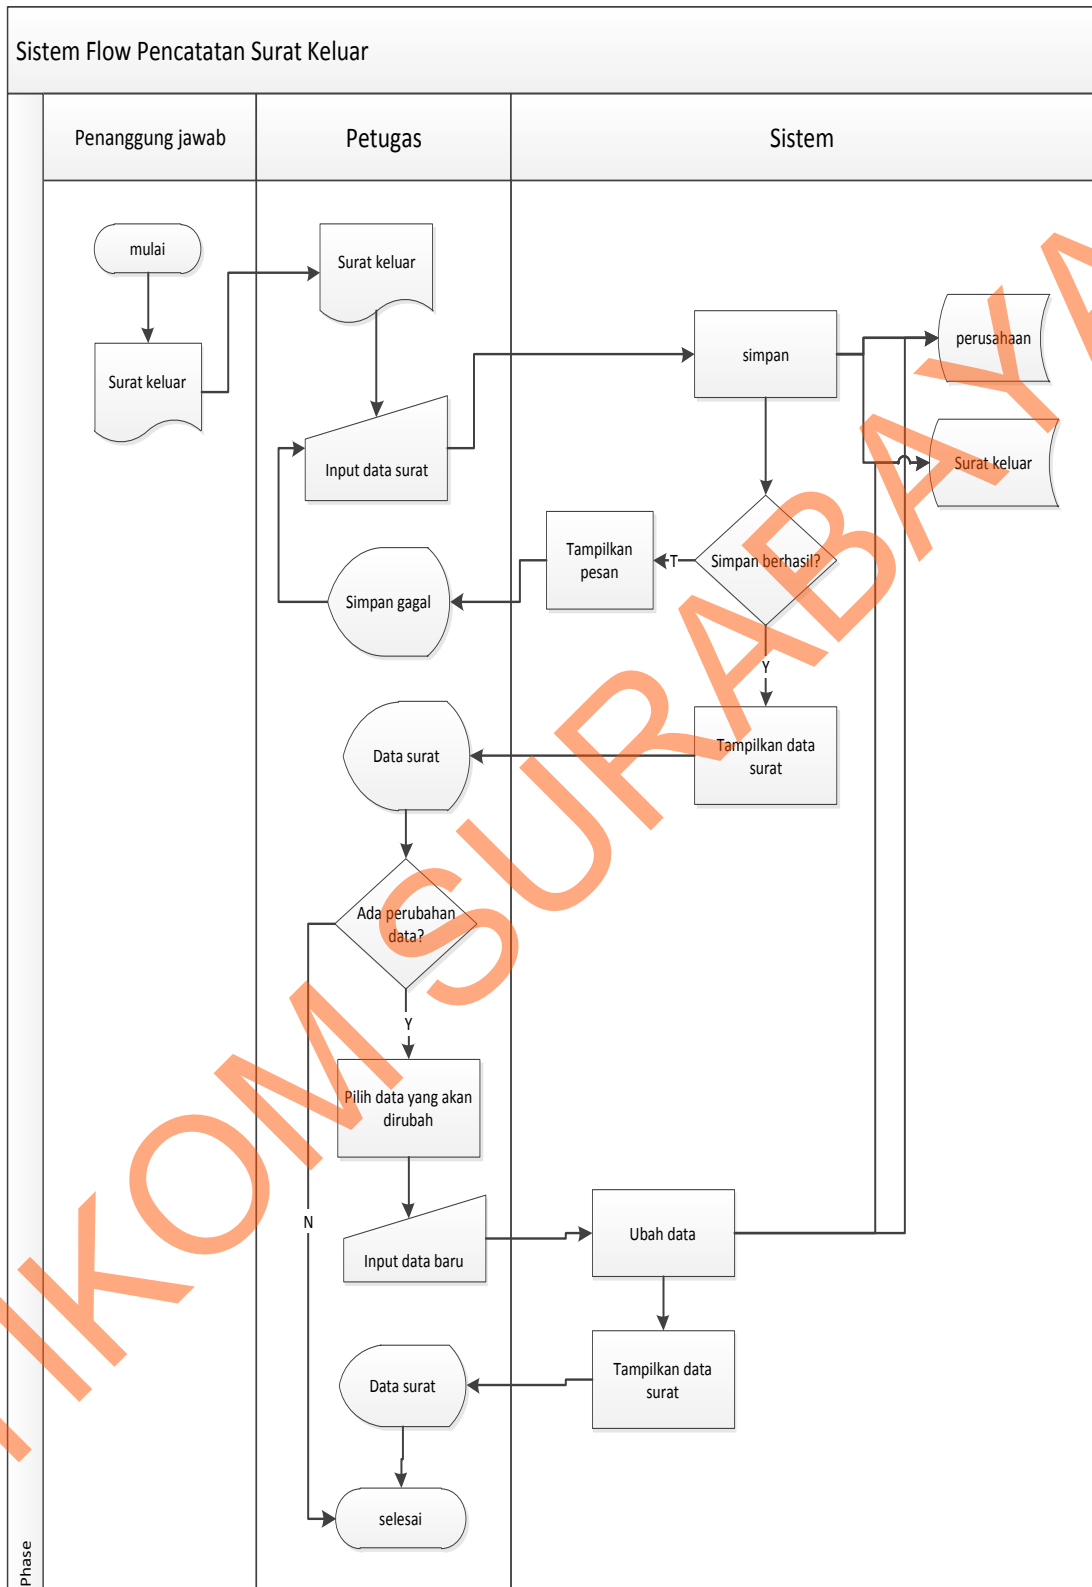 Sistem Flow Pencatatan Surat Keluar
Penanggung jawab
Petugas
Sistem
mulai
Surat keluar
Surat keluar
Input data surat
simpan
perusahaan
Surat keluar
Simpan berhasil?
T
Tampilkan
pesan
Simpan gagal
Y
Tampilkan data
surat
Data surat
Ada perubahan
data?
Y
N
Pilih data yang akan
dirubah
Input data baru
Ubah data
Tampilkan data
surat
Data surat
selesai
Phase
IKOM SURABAYA